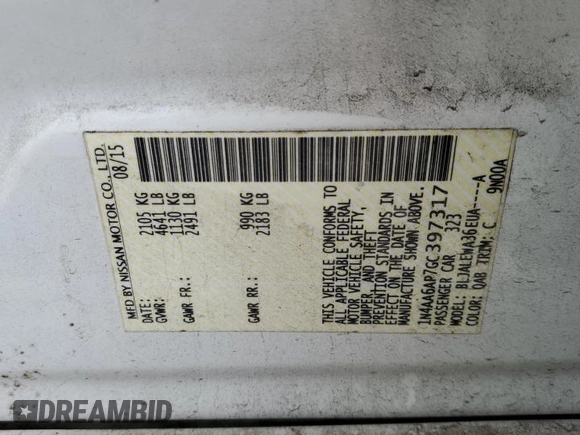 MFD BY NISSAN MOTOR CO., LTD.
08/15
2105 KG
GVWR: 4641 LB
1130 KG
GAWR FR: 2491 LB
990 KG
GAWR RR: 2183 LB
THIS VEHICLE CONFORMS TO
ALL APPLICABLE FEDERAL
MOTOR VEHICLE SAFETY,
BUMPER, AND THEFT
PREVENTION STANDARDS IN
EFFECT ON THE DATE OF
MANUFACTURE SHOWN ABOVE.
1N4AA6AP7GC397317
PASSENGER CAR 323
MODEL: BLJALEWA36EUA----A
COLOR: QAB TRIM: C 9N00A
DREAMBID